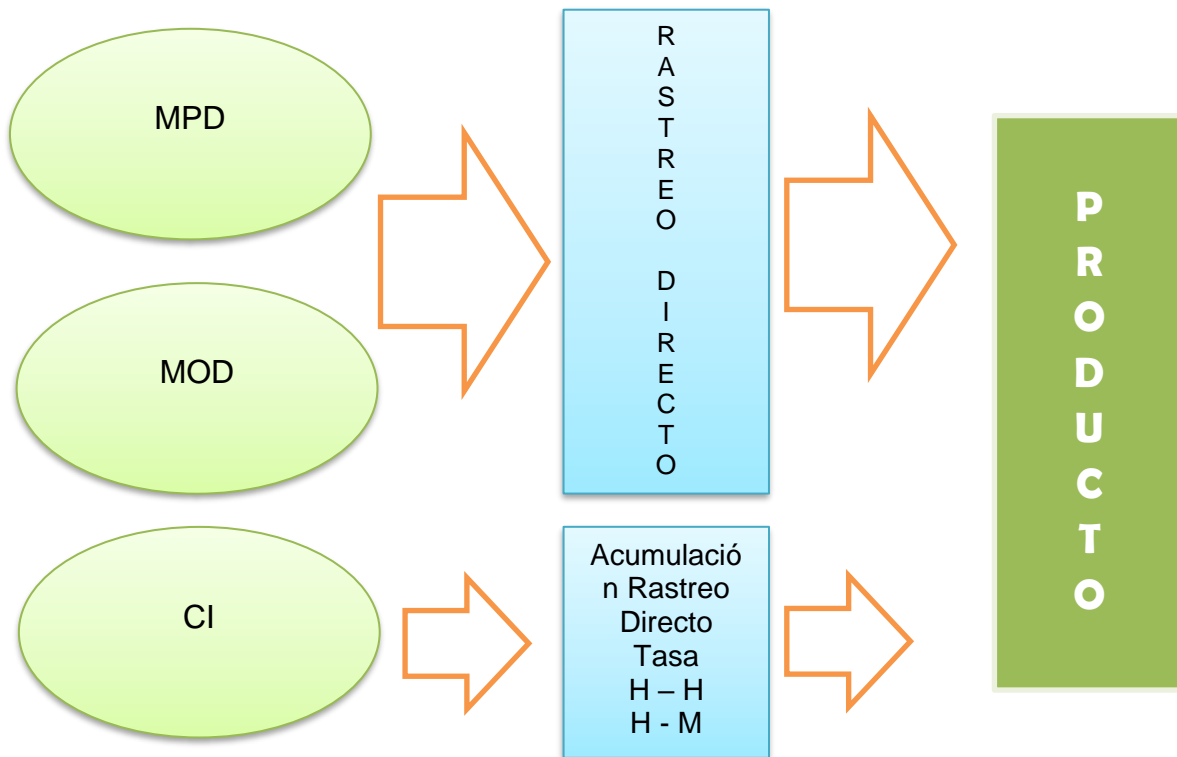 MPD
MOD
CI
R
A
S
T
R
E
O
D
I
R
E
C
T
O
Acumulació
n Rastreo
Directo
Tasa
H – H
H - M
P
R
O
D
U
C
T
O